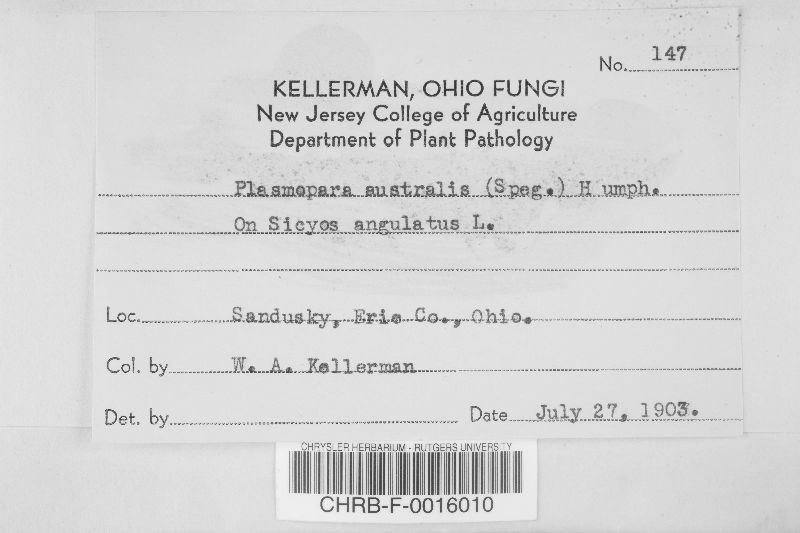 No. 147
KELLERMAN, OHIO FUNGI
New Jersey College of Agriculture
Department of Plant Pathology
Plasmopara australis (Speg.) H umph.
On Sicyos angulatus L.
Loc. Sandusky, Erie Co., Ohio.
Col. by W. A. Kellerman
Det. by
Date July 27, 1903.
CHRYSLER HERBARIUM - RUTGERS UNIVERSITY
CHRB-F-0016010